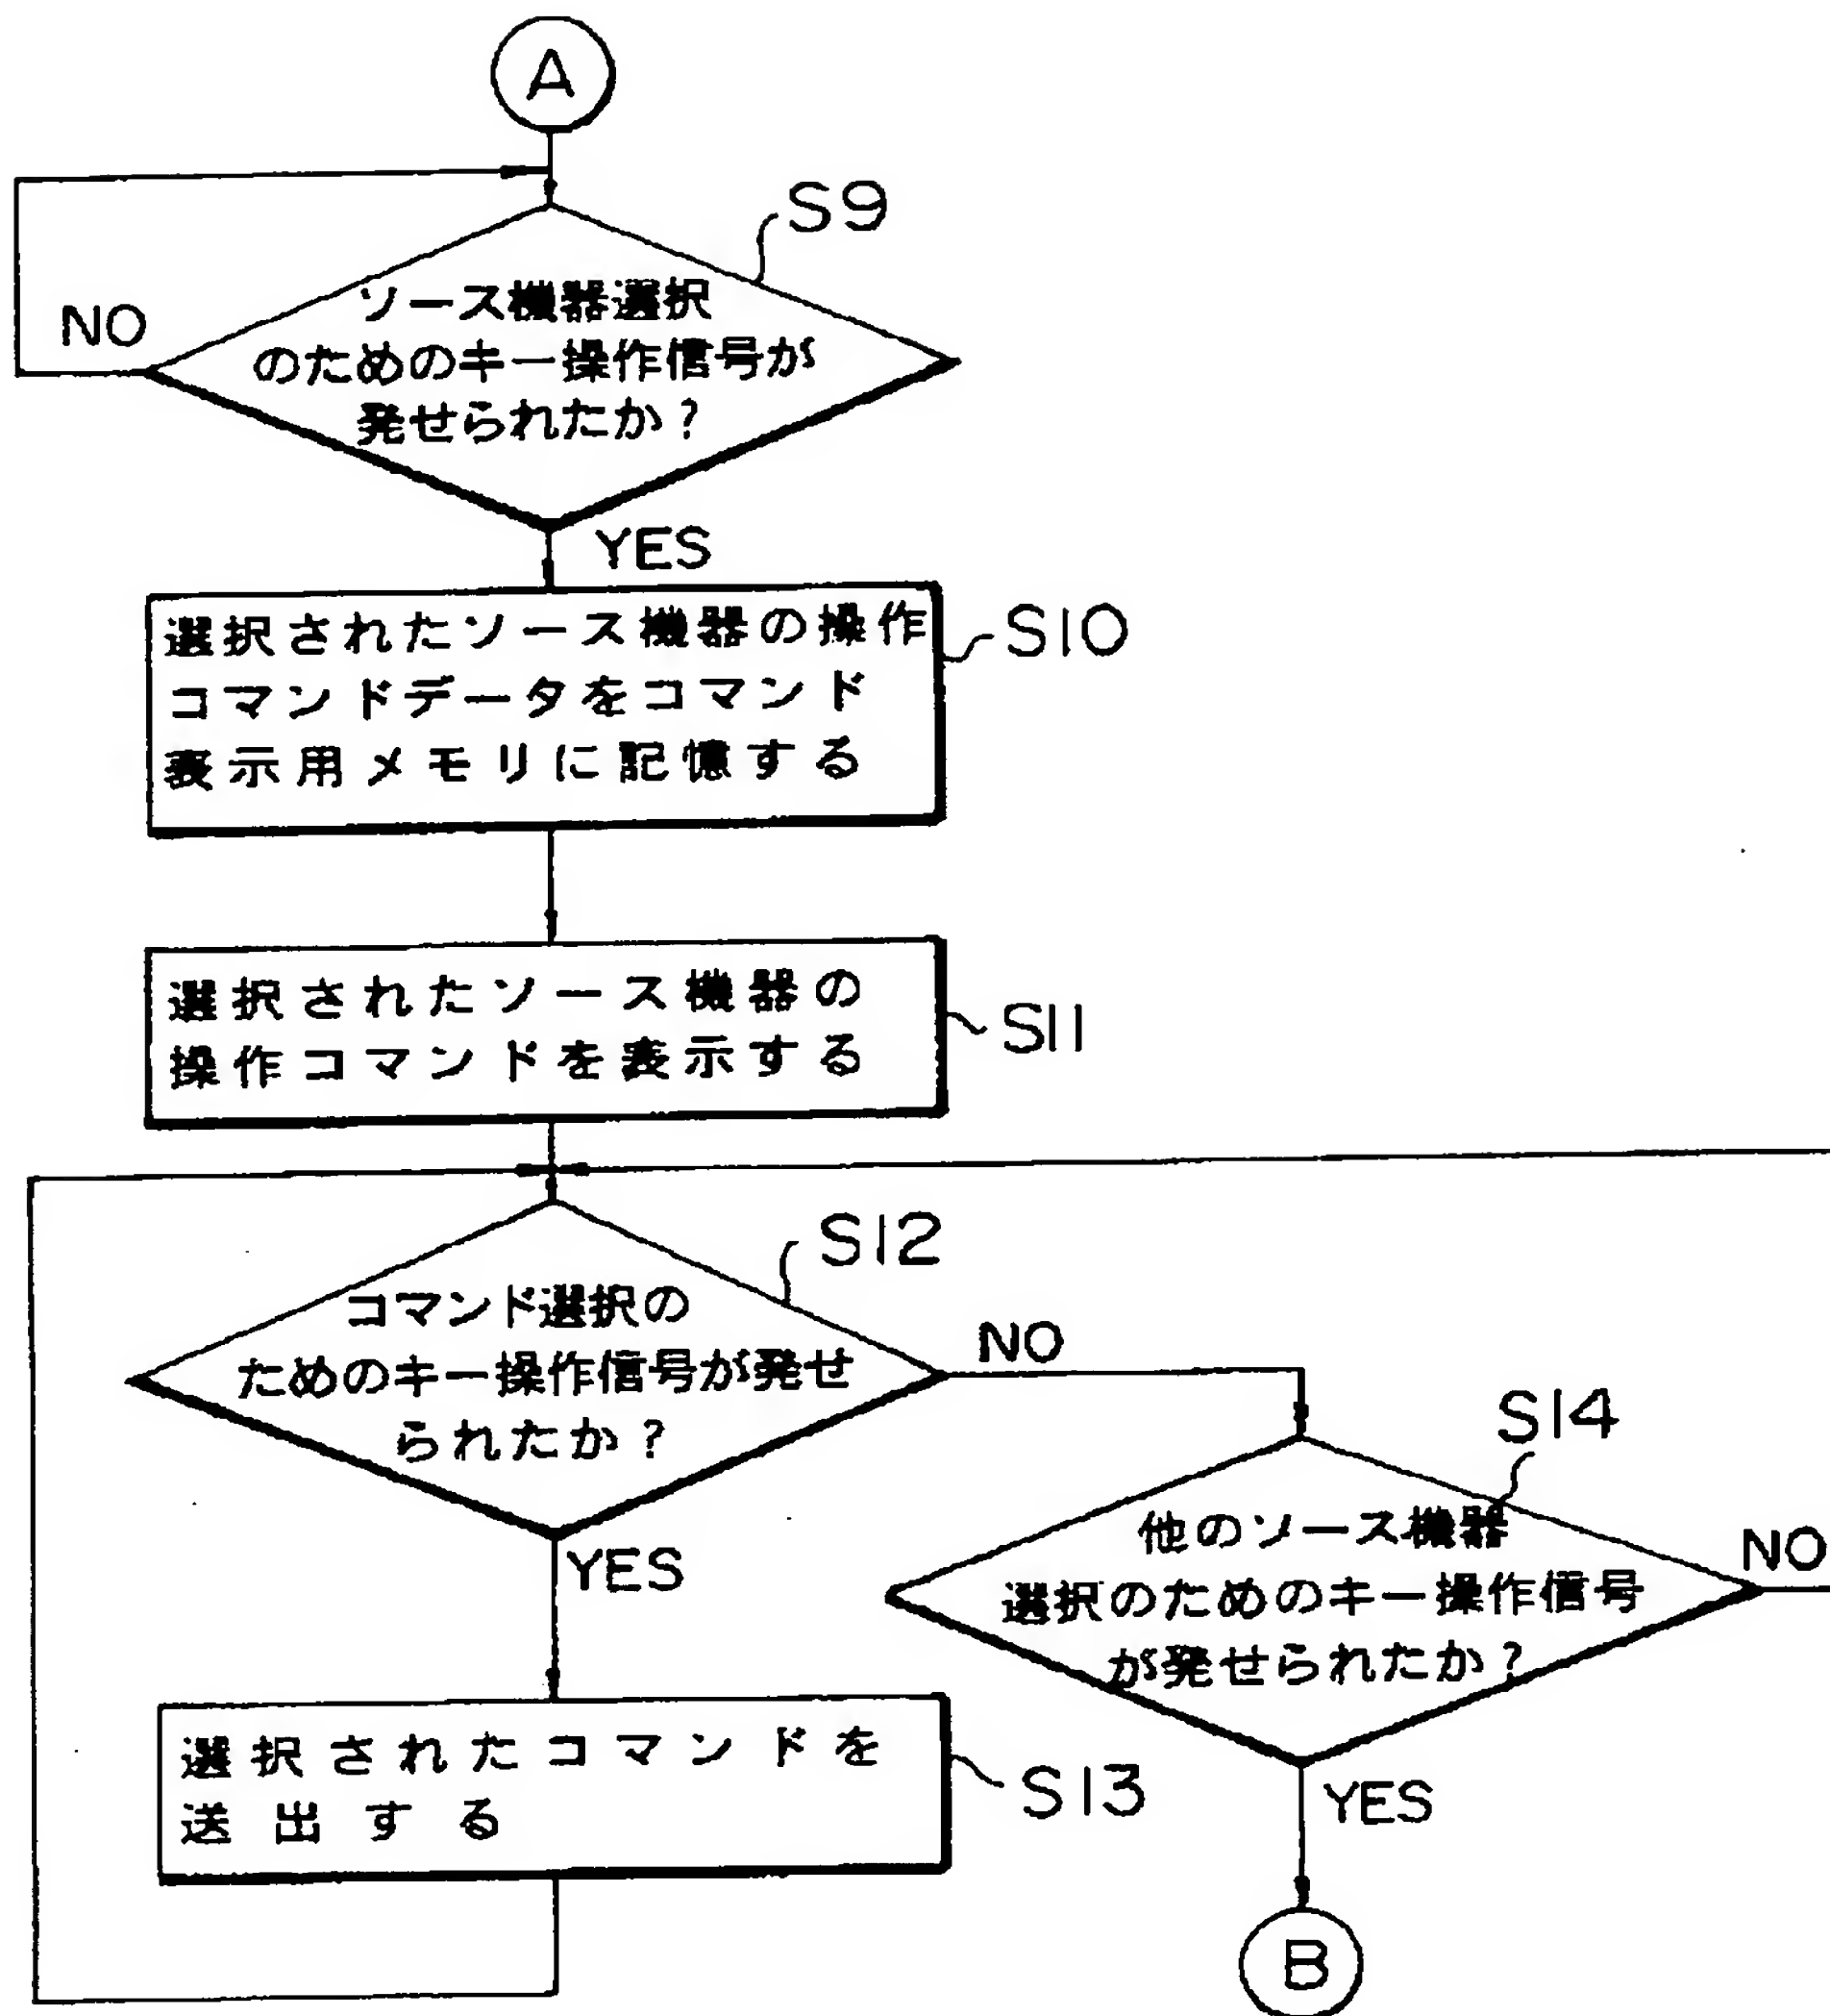 A
S9
ソース機器選択
のためのキー操作信号が
発せられたか?
NO
YES
選択されたソース機器の操作
コマンドデータをコマンド
表示用メモリに記憶する
S10
選択されたソース機器の
操作コマンドを表示する
S11
S12
コマンド選択の
ためのキー操作信号が発せ
られたか?
NO
YES
S14
他のソース機器
選択のためのキー操作信号
が発せられたか?
NO
YES
選択されたコマンドを
送出する
S13
B